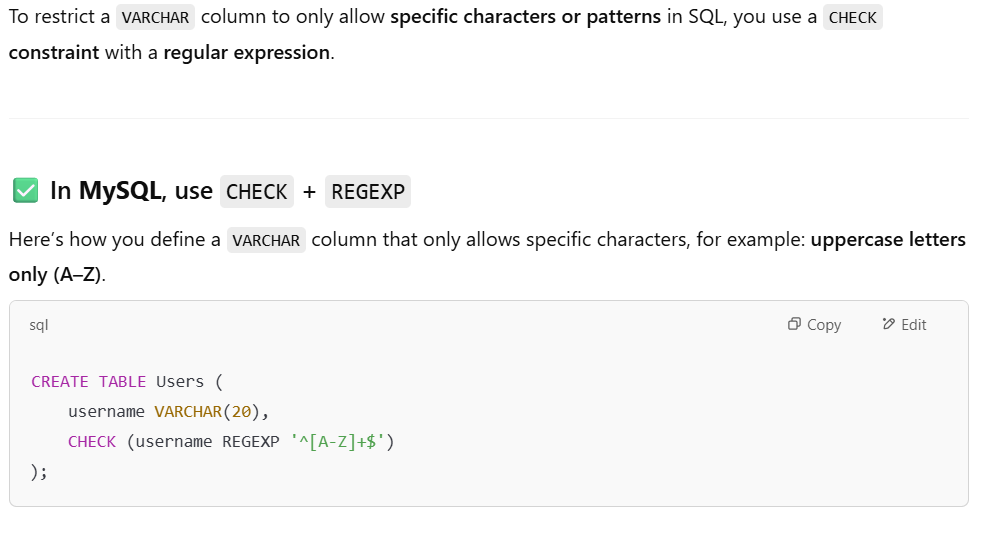 To restrict a VARCHAR column to only allow specific characters or patterns in SQL, you use a CHECK
constraint with a regular expression.
✅ In MySQL, use CHECK + REGEXP
Here’s how you define a VARCHAR column that only allows specific characters, for example: uppercase letters
only (A–Z).
sql Copy Edit
CREATE TABLE Users (
    username VARCHAR(20),
    CHECK (username REGEXP '^[A-Z]+$')
);